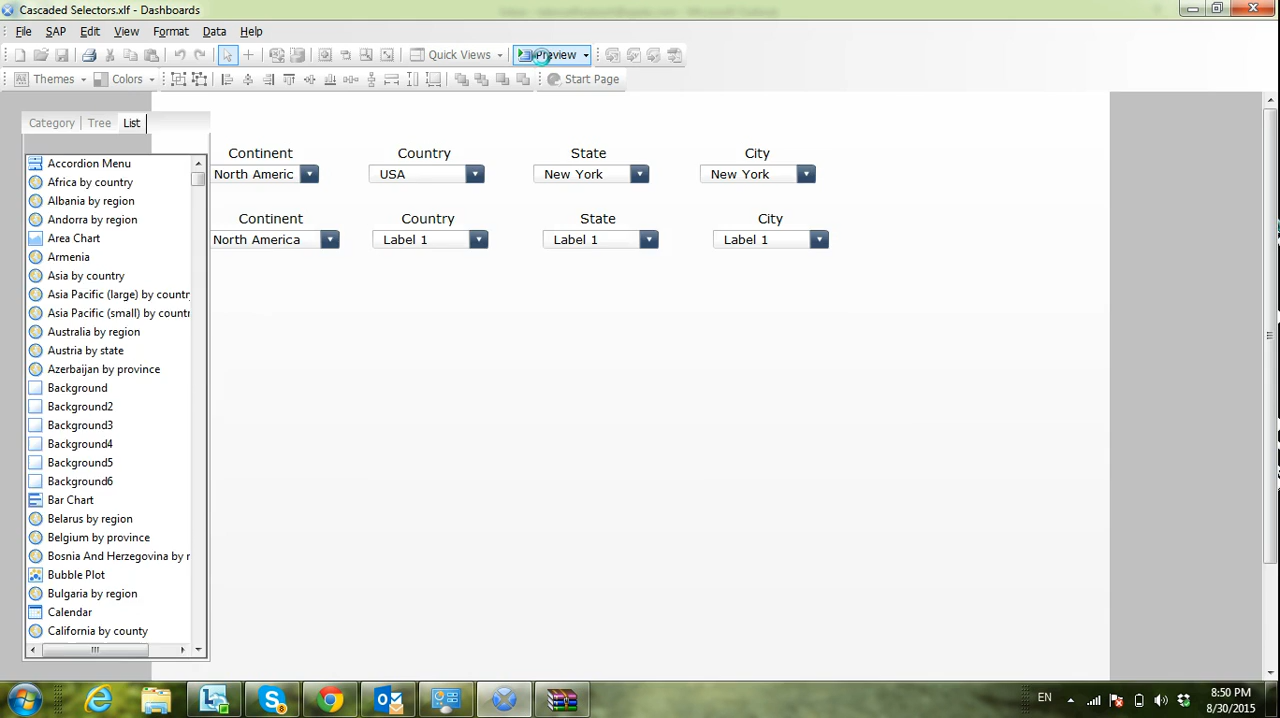 Cascaded Selectors.xlf - Dashboards
File SAP Edit View Format Data Help
Quick Views Preview
Themes Colors Start Page
Category Tree List
Accordion Menu
Africa by country
Albania by region
Andorra by region
Area Chart
Armenia
Asia by country
Asia Pacific (large) by countr
Asia Pacific (small) by countr
Australia by region
Austria by state
Azerbaijan by province
Background
Background2
Background3
Background4
Background5
Background6
Bar Chart
Belarus by region
Belgium by province
Bosnia And Herzegovina by r
Bubble Plot
Bulgaria by region
Calendar
California by county
Continent Country State City
North Americ USA New York New York
Continent Country State City
North America Label 1 Label 1 Label 1
EN 8:50 PM
8/30/2015